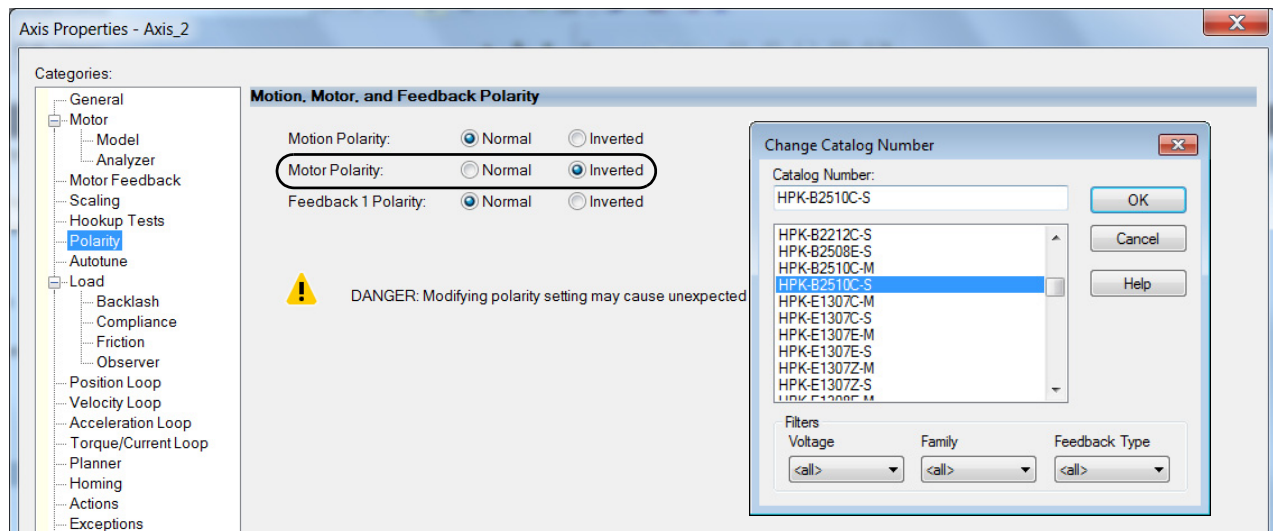 Axis Properties - Axis_2
X
Categories:
General
Motor
Model
Analyzer
Motor Feedback
Scaling
Hookup Tests
Polarity
Autotune
Load
Backlash
Compliance
Friction
Observer
Position Loop
Velocity Loop
Acceleration Loop
Torque/Current Loop
Planner
Homing
Actions
Exceptions
Motion, Motor, and Feedback Polarity
Motion Polarity: Normal Inverted
Motor Polarity: Normal Inverted
Feedback 1 Polarity: Normal Inverted
DANGER: Modifying polarity setting may cause unexpected
Change Catalog Number
Catalog Number:
HPK-B2510C-S
OK
HPK-B2212C-S
Cancel
HPK-B2508E-S
HPK-B2510C-M
HPK-B2510C-S
Help
HPK-E1307C-M
HPK-E1307C-S
HPK-E1307E-M
HPK-E1307E-S
HPK-E1307Z-M
HPK-E1307Z-S
Filters
Voltage Family Feedback Type
<all> <all> <all>